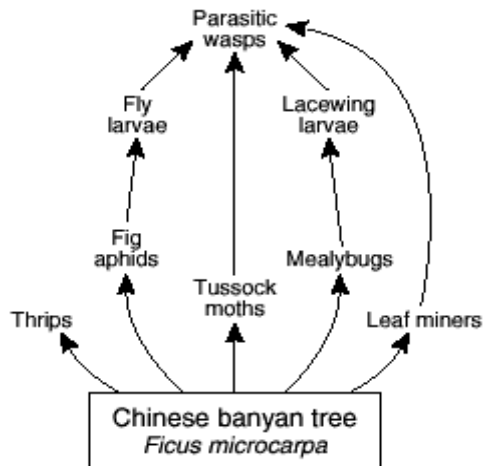 Parasitic
wasps
Fly
larvae
Lacewing
larvae
Fig
aphids
Tussock
moths
Mealybugs
Thrips
Leaf miners
Chinese banyan tree
Ficus microcarpa